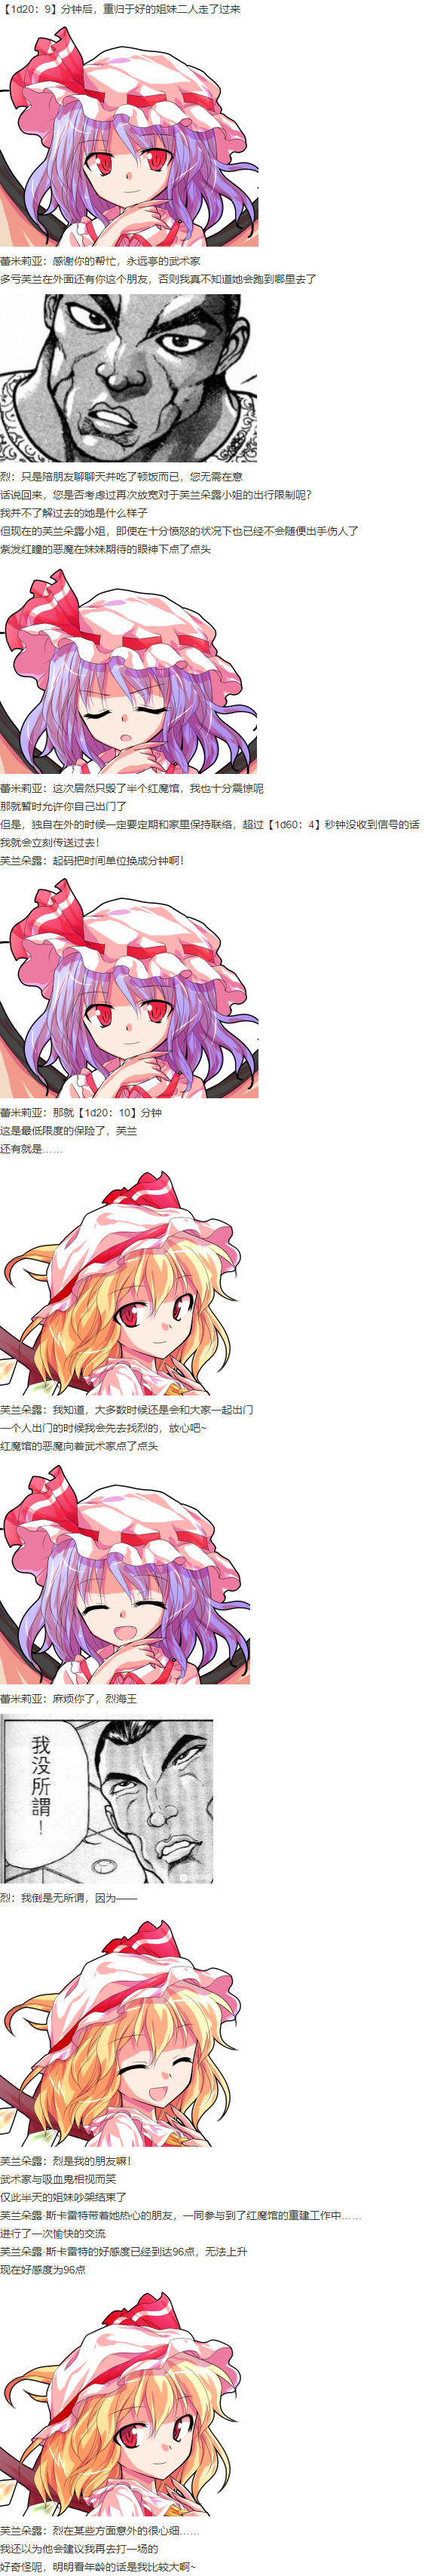 【1d20：9】分钟后，重归于好的姐妹二人走了过来
蕾米莉亚：感谢你的帮忙，永远亭的武术家
多亏芙兰在外面还有你这个朋友，否则我真不知道她会跑到哪里去了
烈：只是陪朋友聊聊天并吃了顿饭而已，您无需在意
话说回来，您是否考虑过再次放宽对于芙兰朵露小姐的出行限制呢？
我并不了解过去的她是什么样子
但现在的芙兰朵露小姐，即使在十分愤怒的状况下也已经不会随便出手伤人了
紫发红瞳的恶魔在妹妹期待的眼神下点了点头
蕾米莉亚：这次居然只毁了半个红魔馆，我也十分震惊呢
那就暂时允许你自己出门了
但是，独自在外的时候一定要定期和家里保持联络，超过【1d60：4】秒钟没收到信号的话
我就会立刻传送过去！
芙兰朵露：起码把时间单位换成分钟啊！
蕾米莉亚：那就【1d20：10】分钟
这是最低限度的保险了，芙兰
还有就是……
芙兰朵露：我知道，大多数时候还是会和大家一起出门
一个人出门的时候我会先去找烈的，放心吧~
红魔馆的恶魔向着武术家点了点头
蕾米莉亚：麻烦你了，烈海王
我没所謂！
烈：我倒是无所谓，因为——
芙兰朵露：烈是我的朋友嘛！
武术家与吸血鬼相视而笑
仅此半天的姐妹吵架结束了
芙兰朵露·斯卡雷特带着她热心的朋友，一同参与到了红魔馆的重建工作中……
进行了一次愉快的交流
芙兰朵露·斯卡雷特的好感度已经到达96点，无法上升
现在好感度为96点
芙兰朵露：烈在某些方面意外的很心细……
我还以为他会建议我再去打一场的
好奇怪呢，明明看年龄的话是我比较大啊~